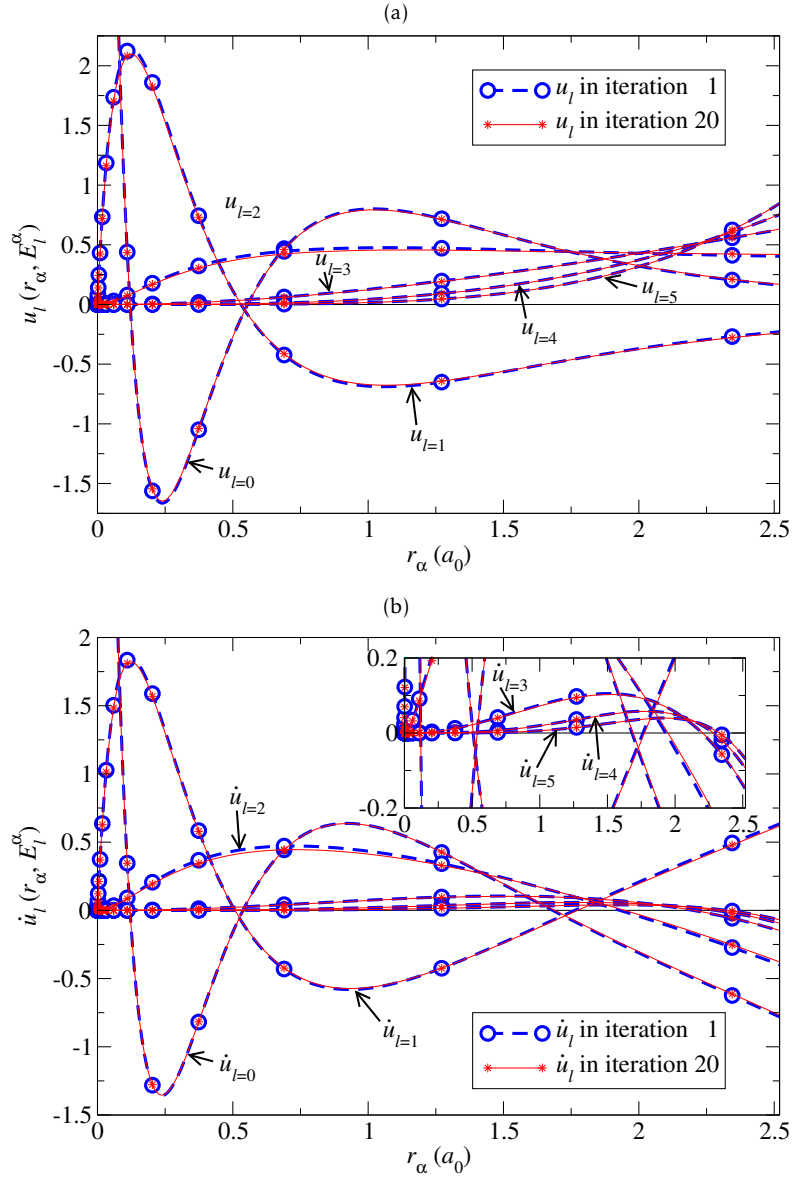 (a)
2
1.5
1
0.5
0
-0.5
-1
-1.5
u_l (r_α, E_l^α)
u_l in iteration 1
u_l in iteration 20
u_{l=2}
u_{l=3}
u_{l=5}
u_{l=4}
u_{l=1}
u_{l=0}
0 0.5 1 1.5 2 2.5
r_α (a_0)
(b)
2
1.5
1
0.5
0
-0.5
-1
-1.5
u̇_l (r_α, E_l^α)
0.2
0
-0.2
u̇_{l=3}
u̇_{l=5}
u̇_{l=4}
0 0.5 1 1.5 2 2.5
u̇_{l=2}
u̇_{l=1}
u̇_{l=0}
u̇_l in iteration 1
u̇_l in iteration 20
0 0.5 1 1.5 2 2.5
r_α (a_0)